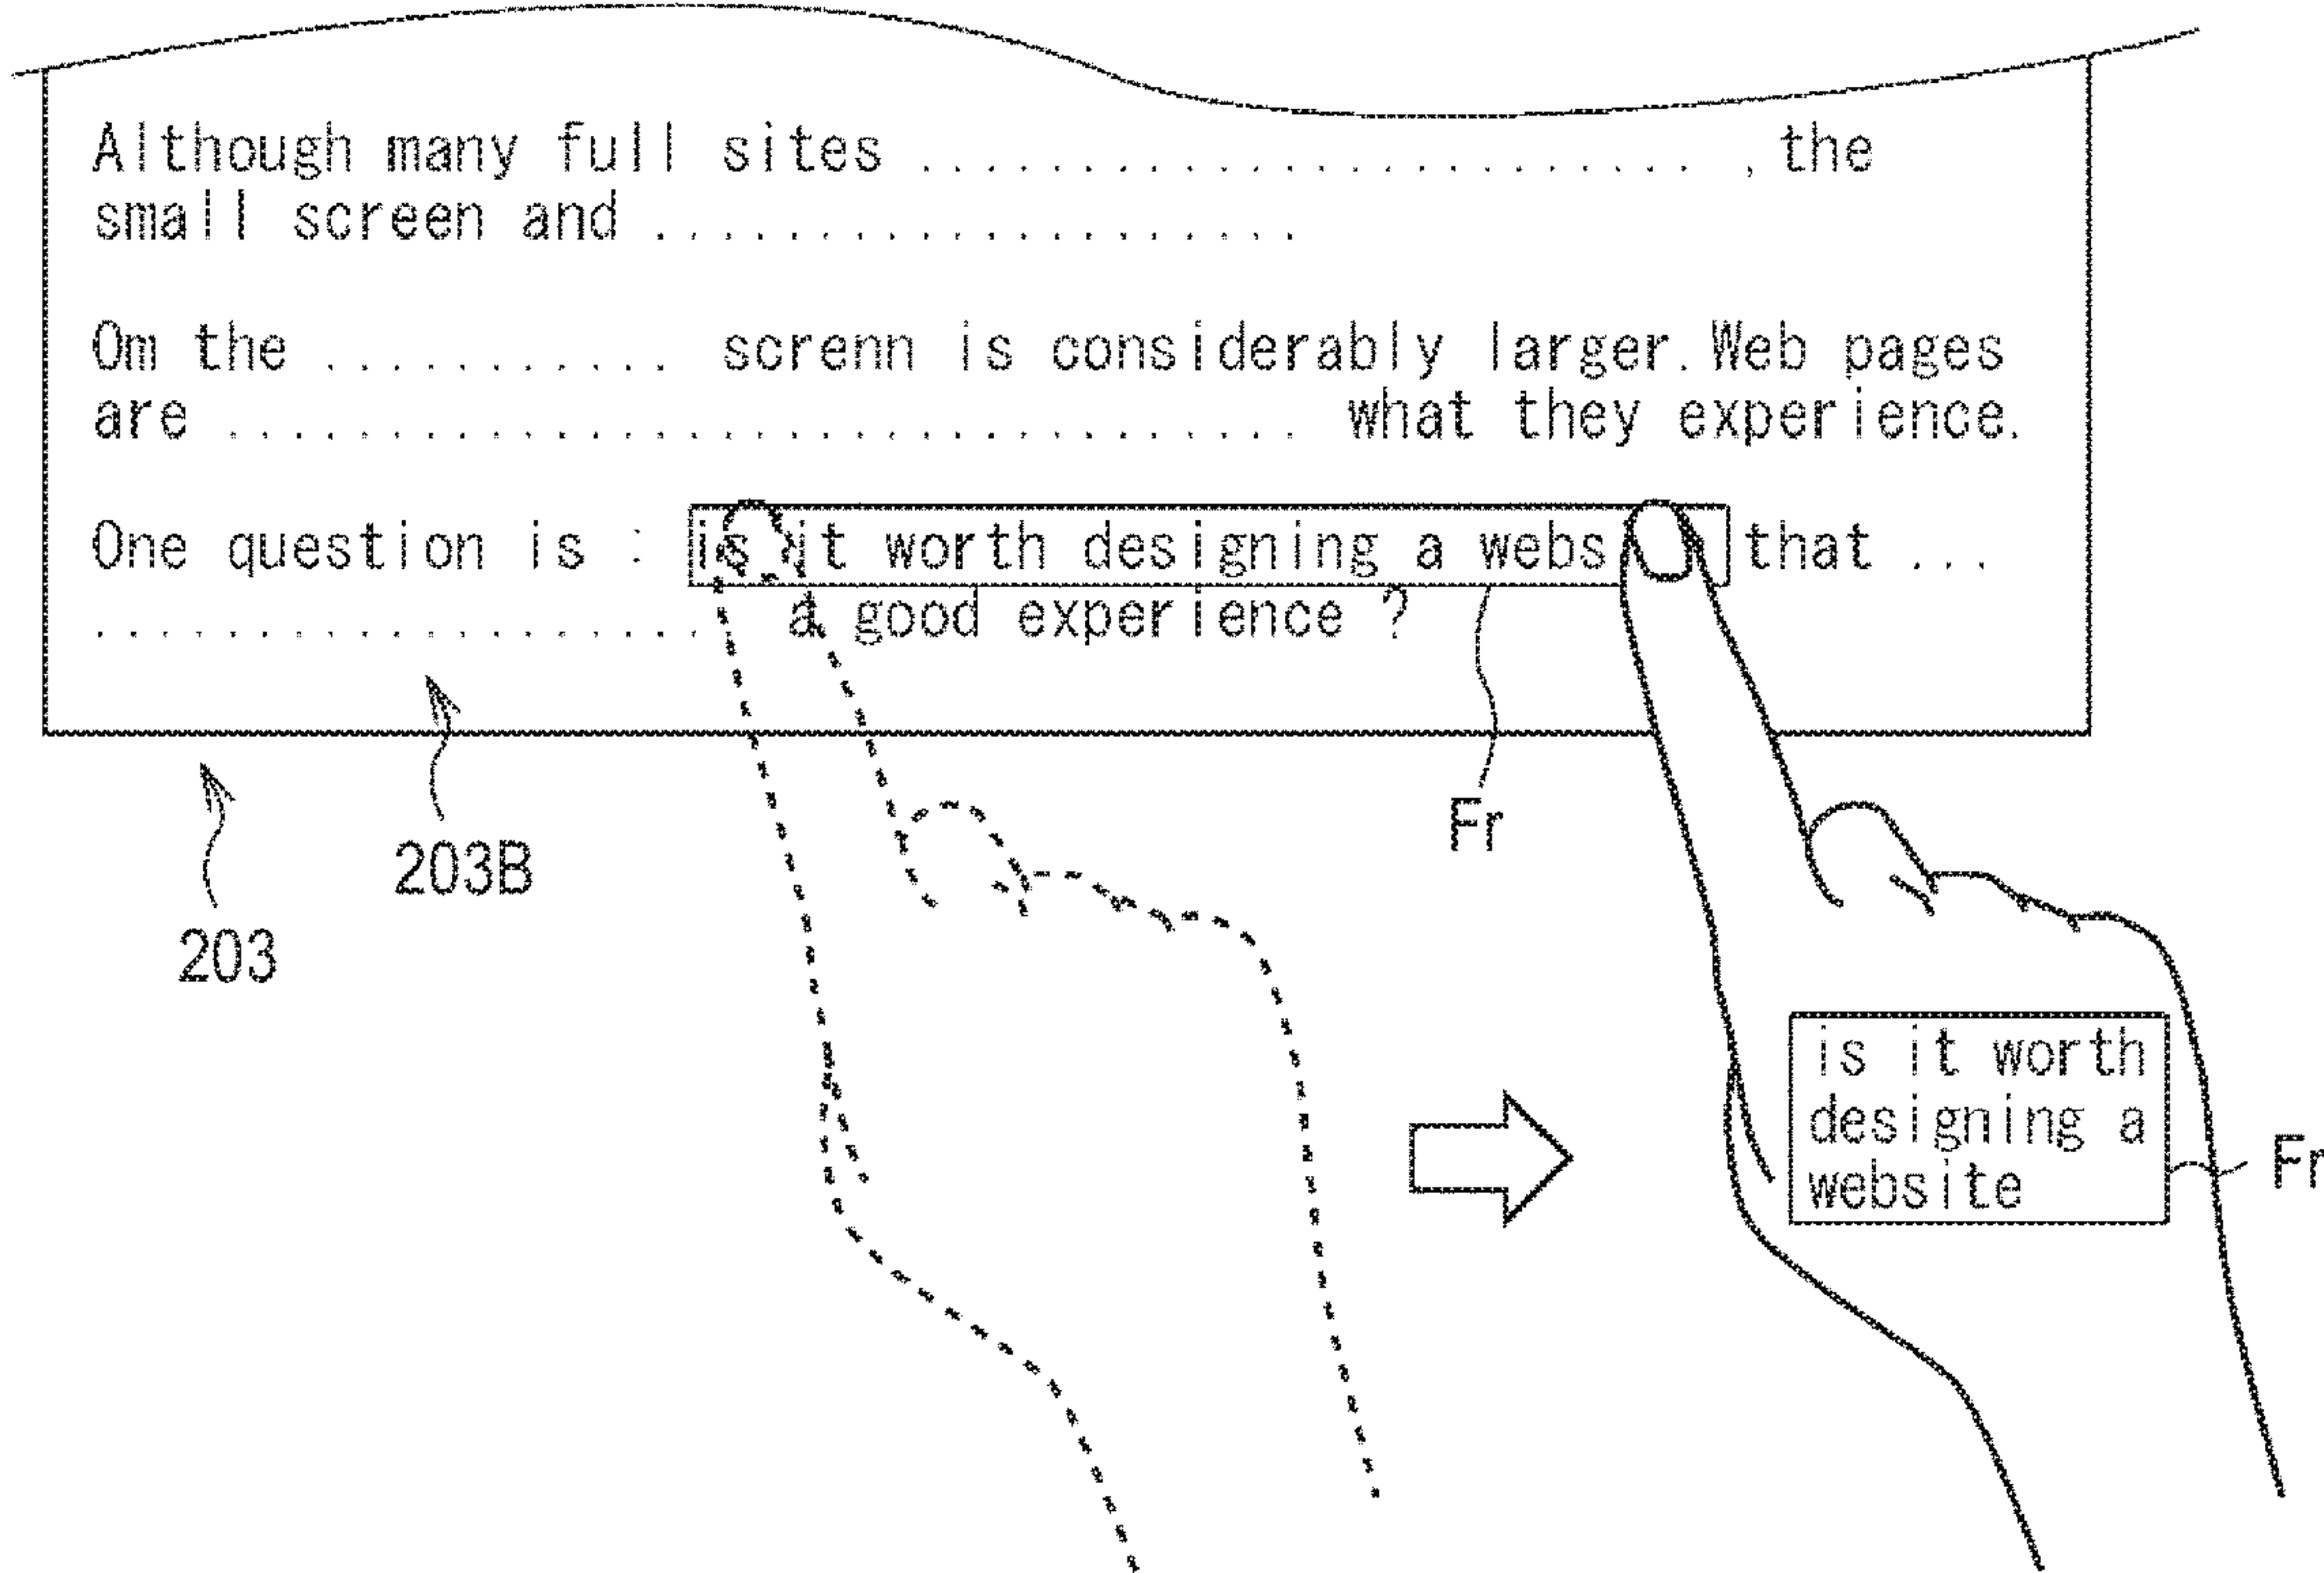 Although many full sites ........................ , the
small screen and ....................
Om the ........... screnn is considerably larger. Web pages
are ................................. what they experience.
One question is : is it worth designing a webs that ...
................... a good experience ?
Fr
203B
203
is it worth
designing a
website
Fr